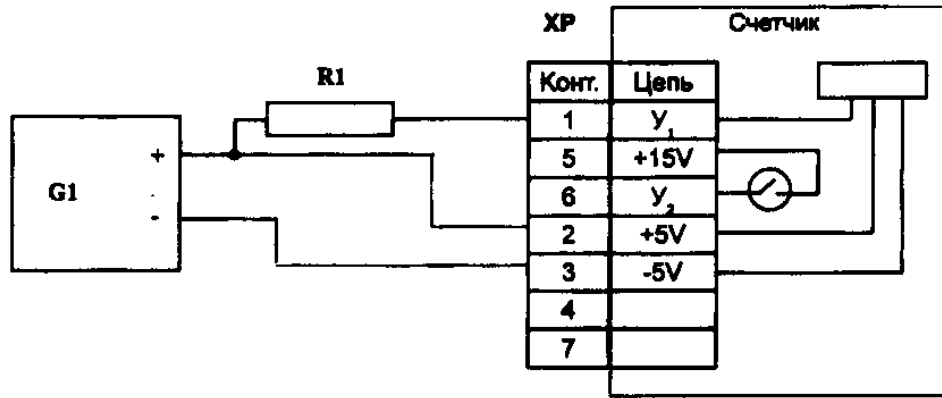 XP Счетчик
R1
Конт. Цепь
1 У₁
5 +15V
6 У₂
2 +5V
3 -5V
4
7
G1
+
-